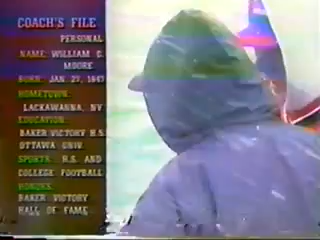 COACH'S FILE
PERSONAL
NAME: WILLIAM C.
MOORE
BORN: JAN. 27, 1947
HOMETOWN:
LACKAWANNA, NY
EDUCATION:
BAKER VICTORY H.S.
OTTAWA UNIV.
SPORTS: H.S. AND
COLLEGE FOOTBALL
HONORS:
BAKER VICTORY
HALL OF FAME